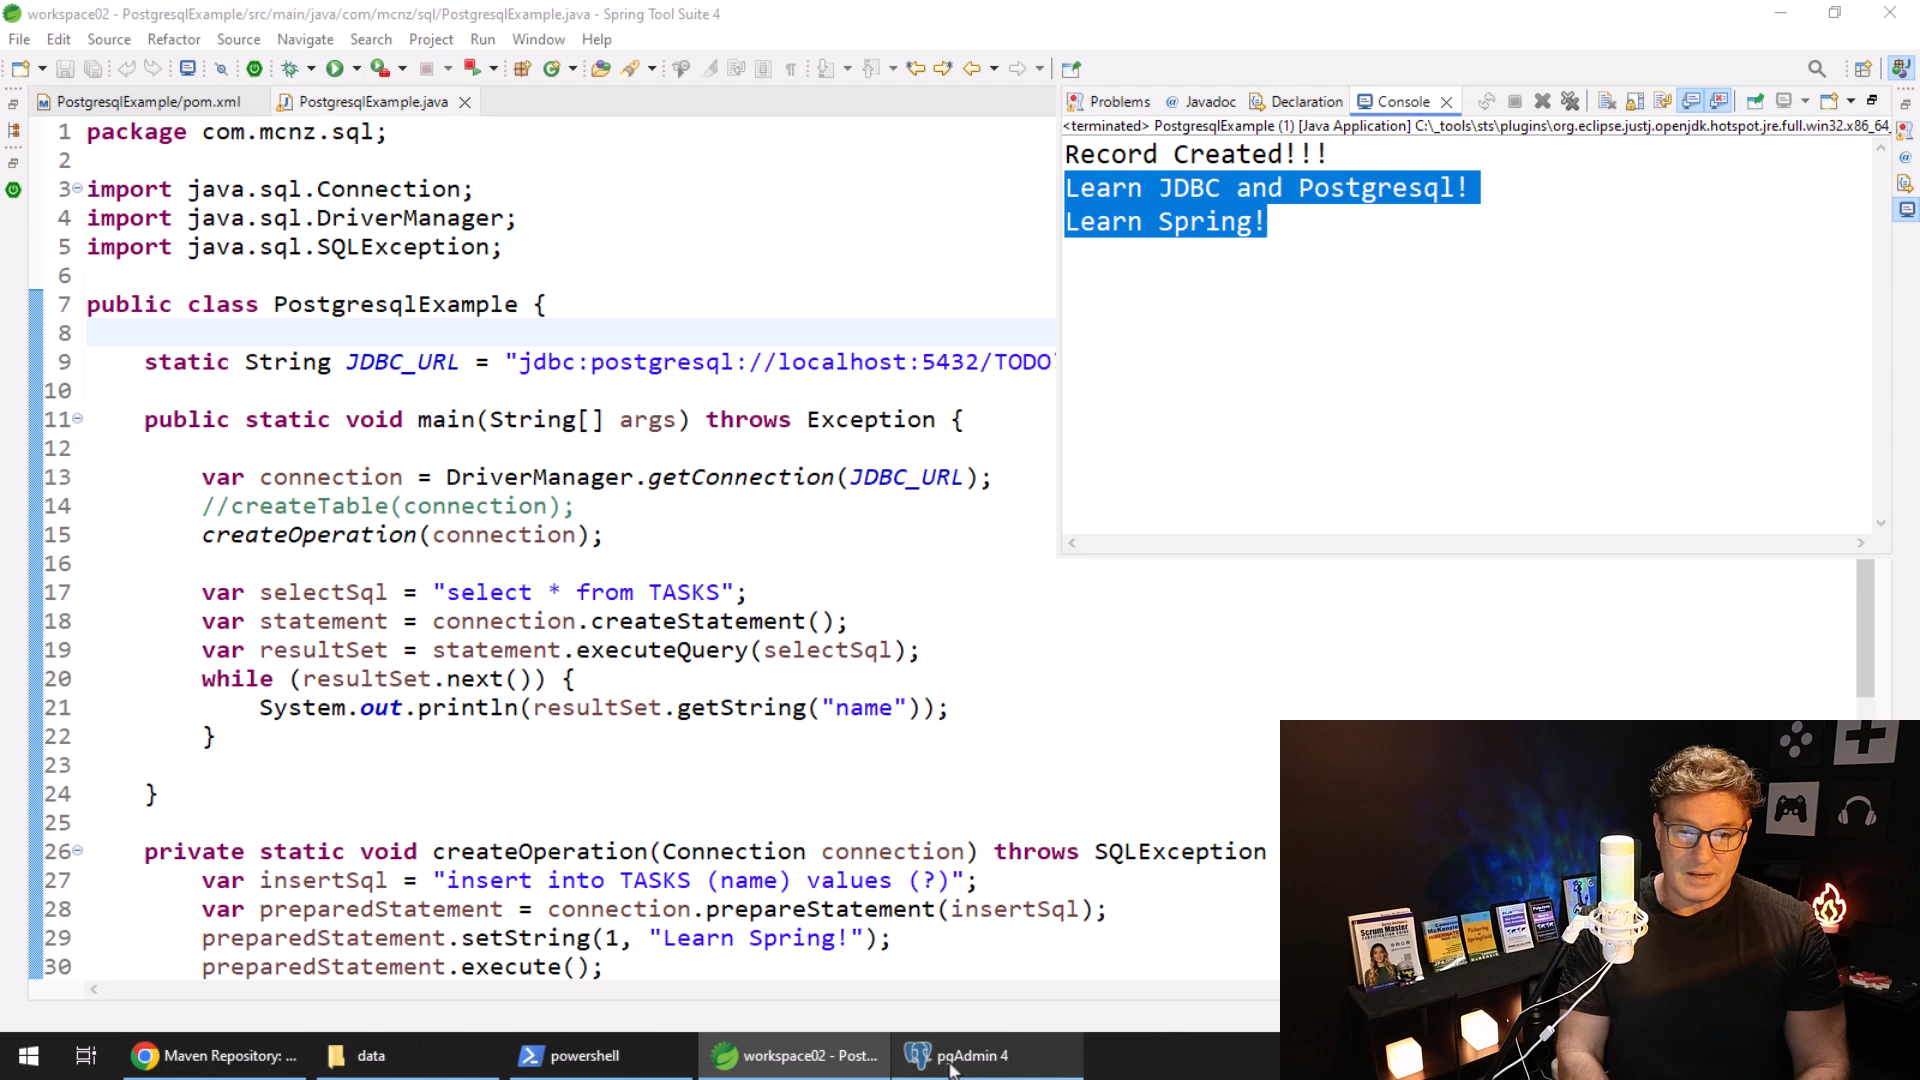 workspace02 - PostgresqlExample/src/main/java/com/mcnz/sql/PostgresqlExample.java - Spring Tool Suite 4
File Edit Source Refactor Source Navigate Search Project Run Window Help
PostgresqlExample/pom.xml
PostgresqlExample.java
1 package com.mcnz.sql;
2
3 import java.sql.Connection;
4 import java.sql.DriverManager;
5 import java.sql.SQLException;
6
7 public class PostgresqlExample {
8
9 static String JDBC_URL = "jdbc:postgresql://localhost:5432/TODO
10
11 public static void main(String[] args) throws Exception {
12
13 var connection = DriverManager.getConnection(JDBC_URL);
14 //createTable(connection);
15 createOperation(connection);
16
17 var selectSql = "select * from TASKS";
18 var statement = connection.createStatement();
19 var resultSet = statement.executeQuery(selectSql);
20 while (resultSet.next()) {
21 System.out.println(resultSet.getString("name"));
22 }
23
24 }
25
26 private static void createOperation(Connection connection) throws SQLException
27 var insertSql = "insert into TASKS (name) values (?)";
28 var preparedStatement = connection.prepareStatement(insertSql);
29 preparedStatement.setString(1, "Learn Spring!");
30 preparedStatement.execute();
Problems Javadoc Declaration Console
<terminated> PostgresqlExample (1) [Java Application] C:\_tools\sts\plugins\org.eclipse.justj.openjdk.hotspot.jre.full.win32.x86_64
Record Created!!!
Learn JDBC and Postgresql!
Learn Spring!
Scrum Master
Maven Repository: ...
data
powershell
workspace02 - Post...
pgAdmin 4